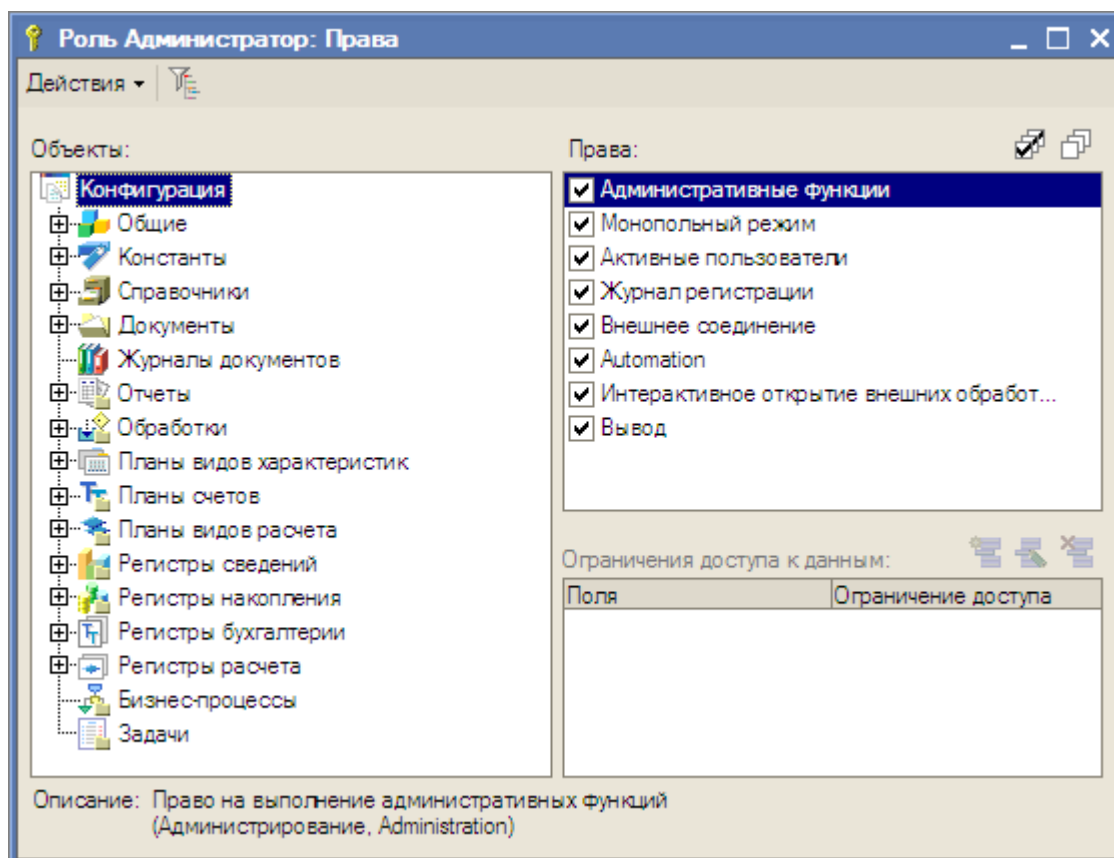 Роль Администратор: Права
Действия
Объекты:
Конфигурация
Общие
Константы
Справочники
Документы
Журналы документов
Отчеты
Обработки
Планы видов характеристик
Планы счетов
Планы видов расчета
Регистры сведений
Регистры накопления
Регистры бухгалтерии
Регистры расчета
Бизнес-процессы
Задачи
Права:
Административные функции
Монопольный режим
Активные пользователи
Журнал регистрации
Внешнее соединение
Automation
Интерактивное открытие внешних обработ...
Вывод
Ограничения доступа к данным:
Поля Ограничение доступа
Описание: Право на выполнение административных функций
(Администрирование, Administration)